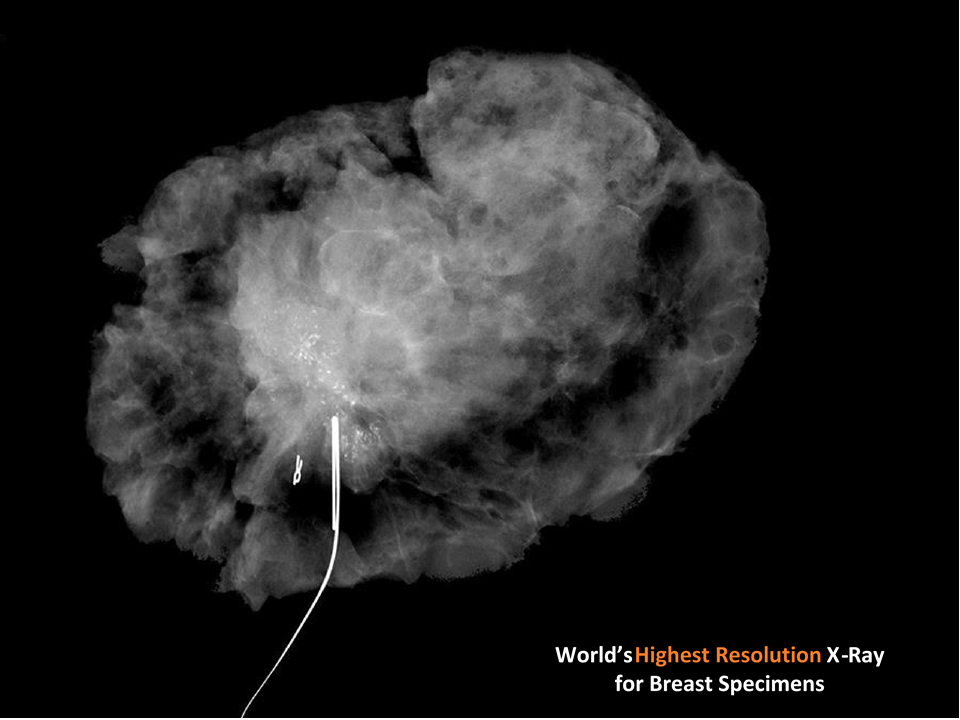 World's Highest Resolution X-Ray
for Breast Specimens